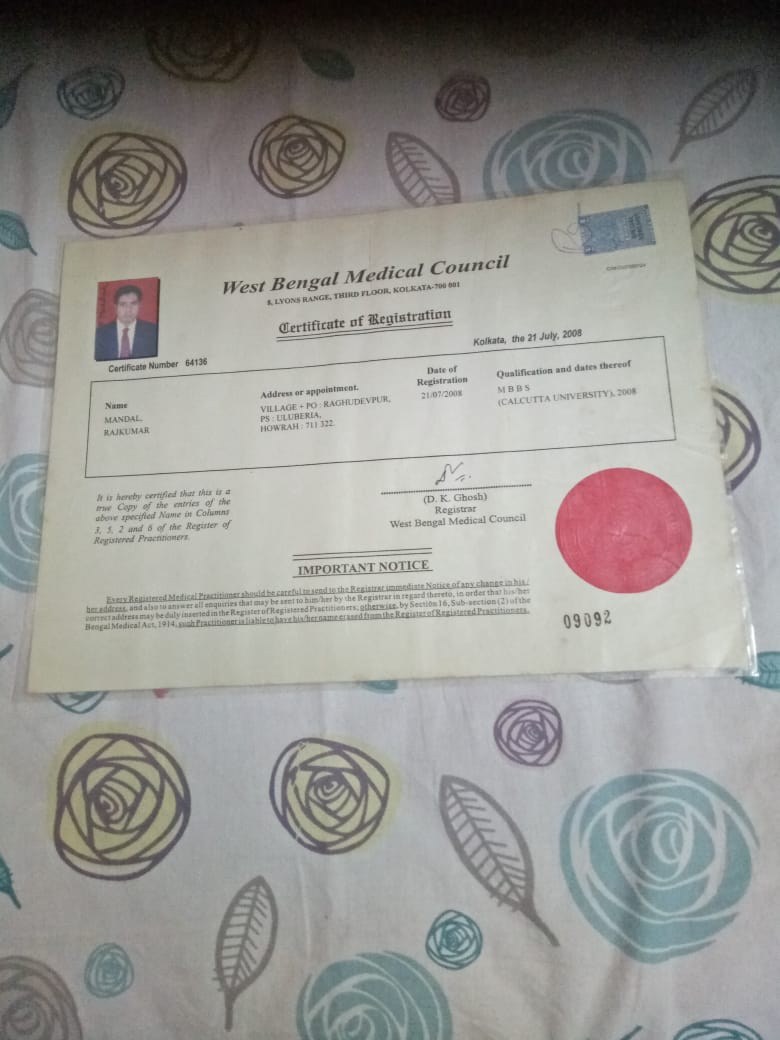 West Bengal Medical Council
8, LYONS RANGE, THIRD FLOOR, KOLKATA-700 001
Certificate of Registration
Kolkata, the 21 July, 2008
Certificate Number 64136
Name
MANDAL,
RAJKUMAR
Address or appointment.
VILLAGE + PO : RAGHUDEVPUR,
PS : ULUBERIA,
HOWRAH : 711 322.
Date of
Registration
21/07/2008
Qualification and dates thereof
M B B S
(CALCUTTA UNIVERSITY), 2008
It is hereby certified that this is a
true Copy of the entries of the
above specified Name in Columns
3, 5, 2 and 6 of the Register of
Registered Practitioners.
(D. K. Ghosh)
Registrar
West Bengal Medical Council
IMPORTANT NOTICE
Every Registered Medical Practitioner should be careful to send to the Registrar immediate Notice of any change in his/
her address, and also to answer all enquiries that may be sent to him/her by the Registrar in regard thereto, in order that his/her
correct address may be duly inserted in the Register of Registered Practitioners; otherwise, by Section 16, Sub-section (2) of the
Bengal Medical Act, 1914, such Practitioner is liable to have his/her name erased from the Register of Registered Practitioners.
09092